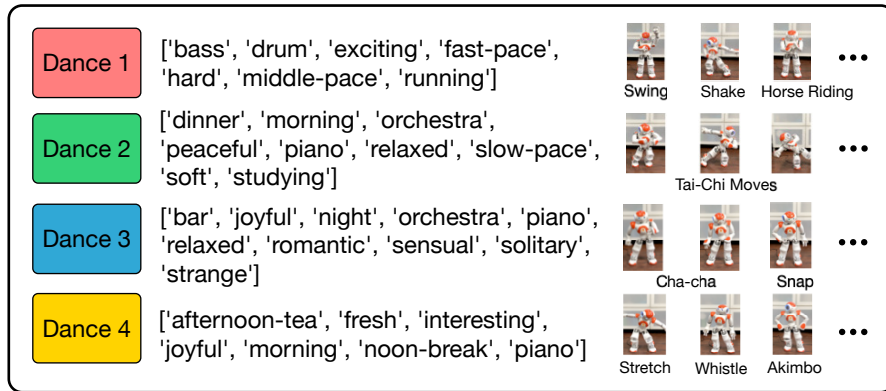 Dance 1
['bass', 'drum', 'exciting', 'fast-pace',
'hard', 'middle-pace', 'running']
Swing Shake Horse Riding
Dance 2
['dinner', 'morning', 'orchestra',
'peaceful', 'piano', 'relaxed', 'slow-pace',
'soft', 'studying']
Tai-Chi Moves
Dance 3
['bar', 'joyful', 'night', 'orchestra', 'piano',
'relaxed', 'romantic', 'sensual', 'solitary',
'strange']
Cha-cha Snap
Dance 4
['afternoon-tea', 'fresh', 'interesting',
'joyful', 'morning', 'noon-break', 'piano']
Stretch Whistle Akimbo